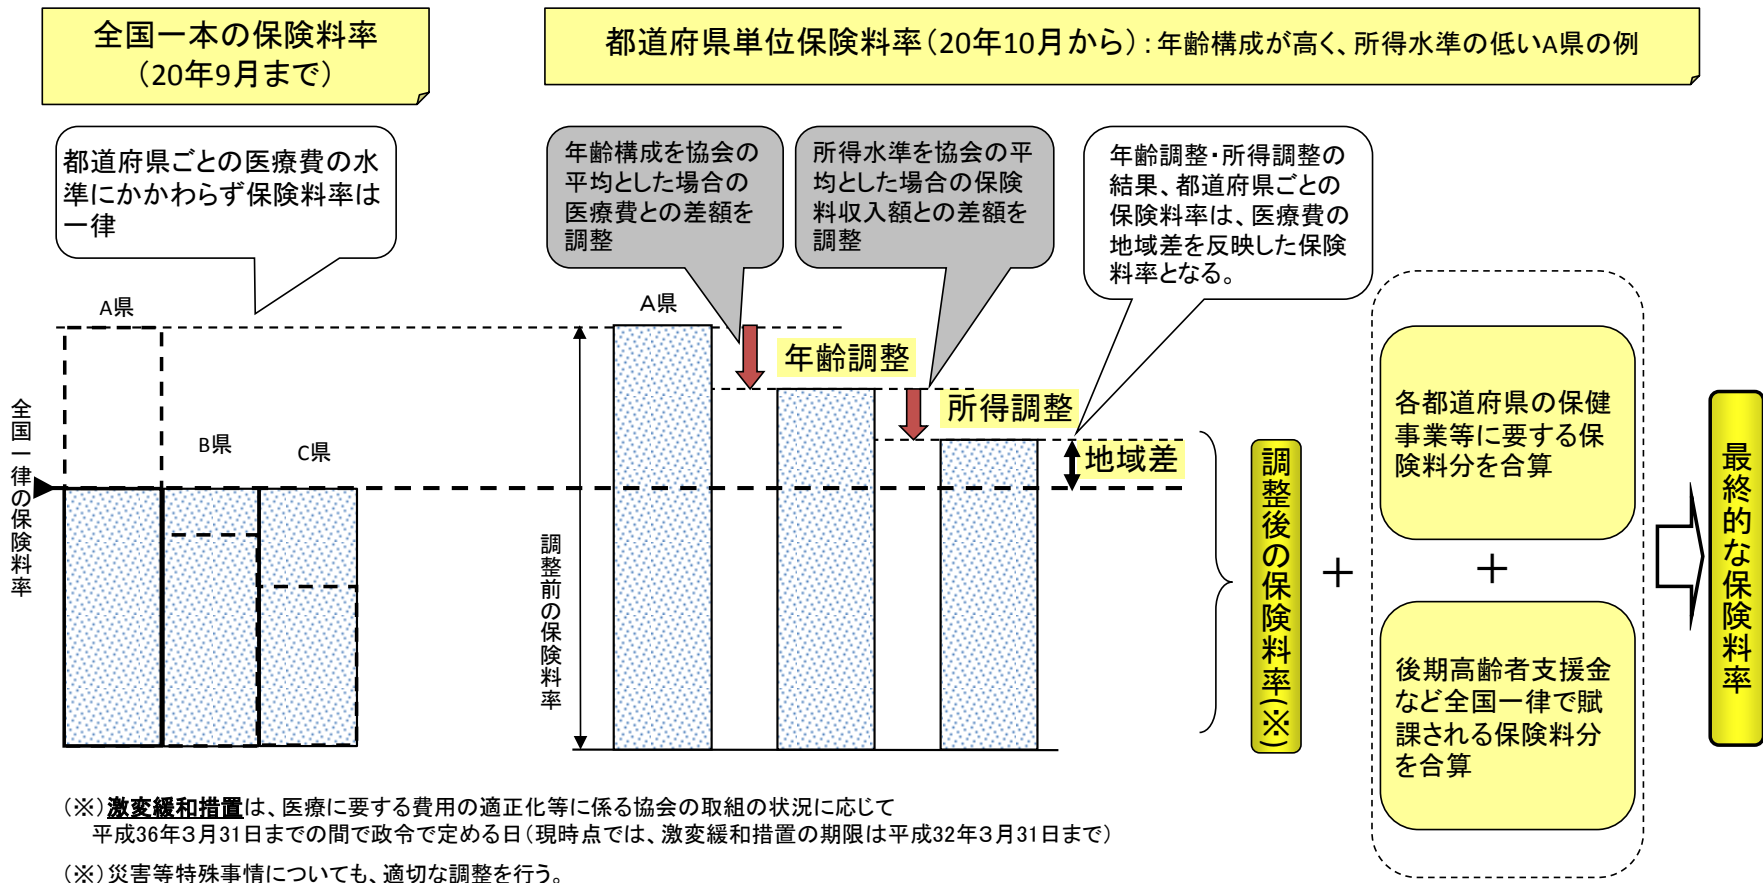 全国一本の保険料率
(20年9月まで)
都道府県単位保険料率(20年10月から):年齢構成が高く、所得水準の低いA県の例
都道府県ごとの医療費の水
準にかかわらず保険料率は
一律
年齢構成を協会の
平均とした場合の
医療費との差額を
調整
所得水準を協会の平
均とした場合の保険
料収入額との差額を
調整
年齢調整・所得調整の
結果、都道府県ごとの
保険料率は、医療費の
地域差を反映した保険
料率となる。
A県
B県
C県
全国一律の保険料率
A県
年齢調整
所得調整
地域差
調整前の保険料率
調整後の保険料率(※)
+
各都道府県の保健
事業等に要する保
険料分を合算
+
後期高齢者支援金
など全国一律で賦
課される保険料分
を合算
最終的な保険料率
(※)激変緩和措置は、医療に要する費用の適正化等に係る協会の取組の状況に応じて
平成36年3月31日までの間で政令で定める日(現時点では、激変緩和措置の期限は平成32年3月31日まで)
(※)災害等特殊事情についても、適切な調整を行う。